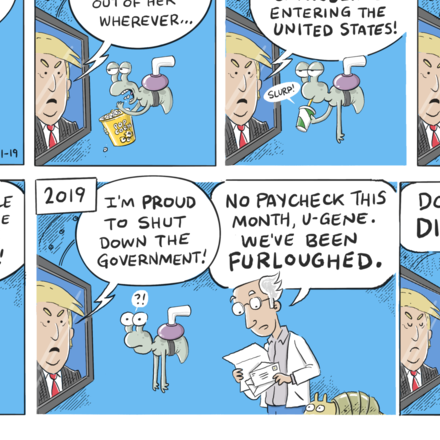 OUT OF HER
WHEREVER...
ENTERING THE
UNITED STATES!
SLURP!
1-19
2019
I'M PROUD
TO SHUT
DOWN THE
GOVERNMENT!
?!
NO PAYCHECK THIS
MONTH, U-GENE.
WE'VE BEEN
FURLOUGHED.
DO
DI